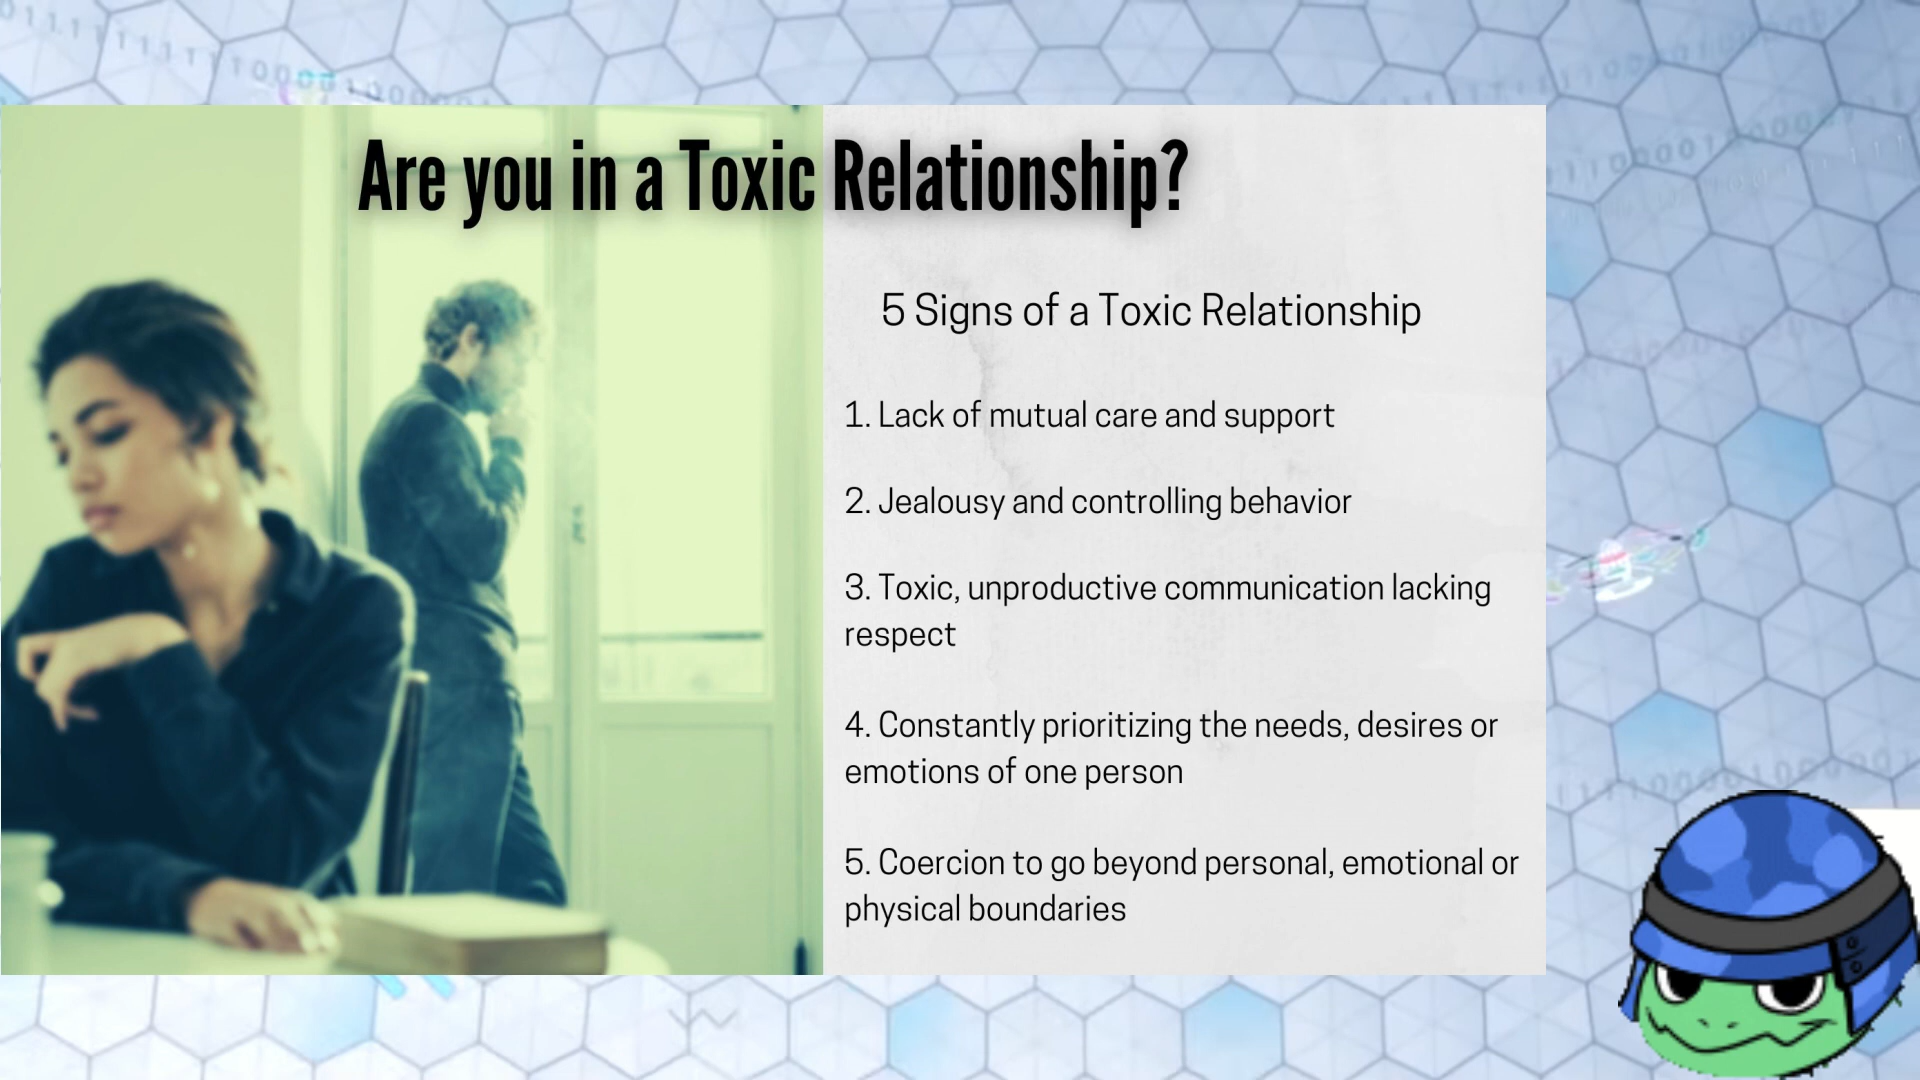 Are you in a Toxic Relationship?
5 Signs of a Toxic Relationship
1. Lack of mutual care and support
2. Jealousy and controlling behavior
3. Toxic, unproductive communication lacking
respect
4. Constantly prioritizing the needs, desires or
emotions of one person
5. Coercion to go beyond personal, emotional or
physical boundaries